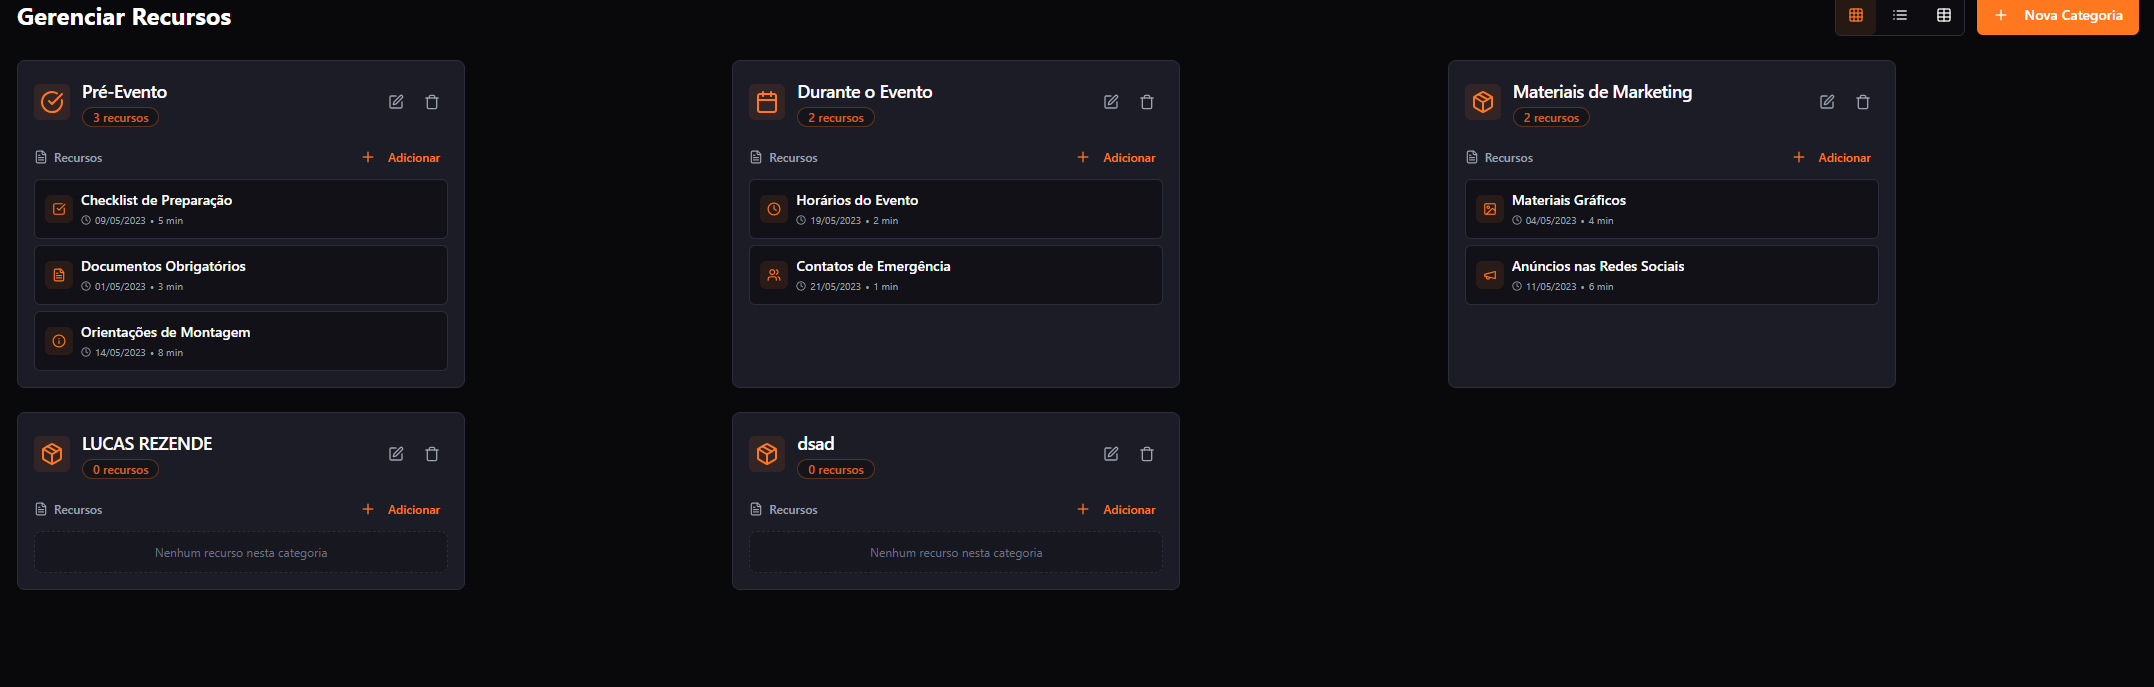 Gerenciar Recursos
Nova Categoria
Pré-Evento
3 recursos
Recursos
Adicionar
Checklist de Preparação
09/05/2023 • 5 min
Documentos Obrigatórios
01/05/2023 • 3 min
Orientações de Montagem
14/05/2023 • 8 min
Durante o Evento
2 recursos
Recursos
Adicionar
Horários do Evento
19/05/2023 • 2 min
Contatos de Emergência
21/05/2023 • 1 min
Materiais de Marketing
2 recursos
Recursos
Adicionar
Materiais Gráficos
04/05/2023 • 4 min
Anúncios nas Redes Sociais
11/05/2023 • 6 min
LUCAS REZENDE
0 recursos
Recursos
Adicionar
Nenhum recurso nesta categoria
dsad
0 recursos
Recursos
Adicionar
Nenhum recurso nesta categoria